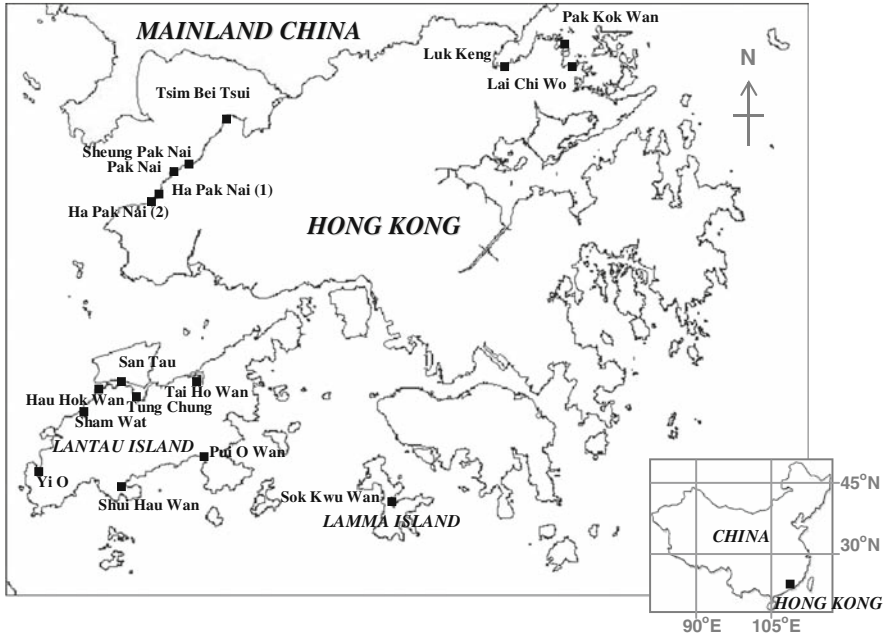 MAINLAND CHINA
Pak Kok Wan
Luk Keng
Lai Chi Wo
N
Tsim Bei Tsui
Sheung Pak Nai
Pak Nai
Ha Pak Nai (1)
Ha Pak Nai (2)
HONG KONG
San Tau
Hau Hok Wan
Tai Ho Wan
Tung Chung
Sham Wat
LANTAU ISLAND
Pui O Wan
Yi O
Shui Hau Wan
Sok Kwu Wan
LAMMA ISLAND
45°N
CHINA
30°N
HONG KONG
90°E
105°E